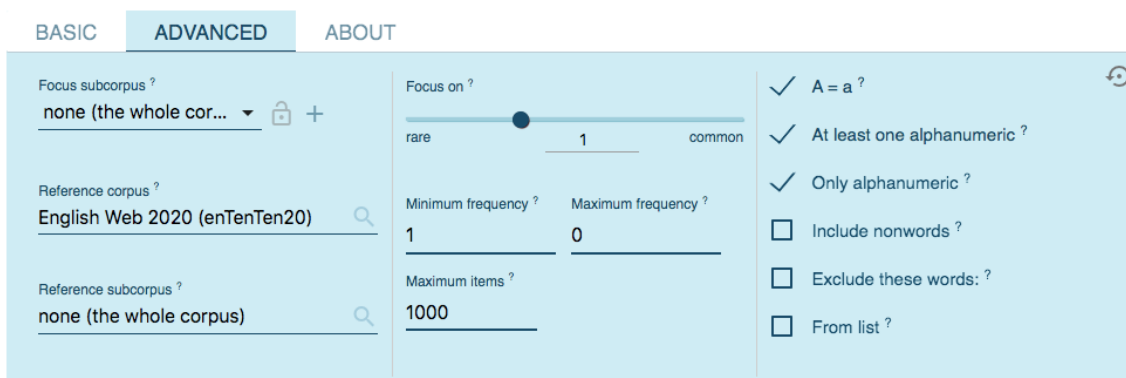 BASIC ADVANCED ABOUT
Focus subcorpus ?
none (the whole cor...
Reference corpus ?
English Web 2020 (enTenTen20)
Reference subcorpus ?
none (the whole corpus)
Focus on ?
rare 1 common
Minimum frequency ? Maximum frequency ?
1 0
Maximum items ?
1000
A = a ?
At least one alphanumeric ?
Only alphanumeric ?
Include nonwords ?
Exclude these words: ?
From list ?